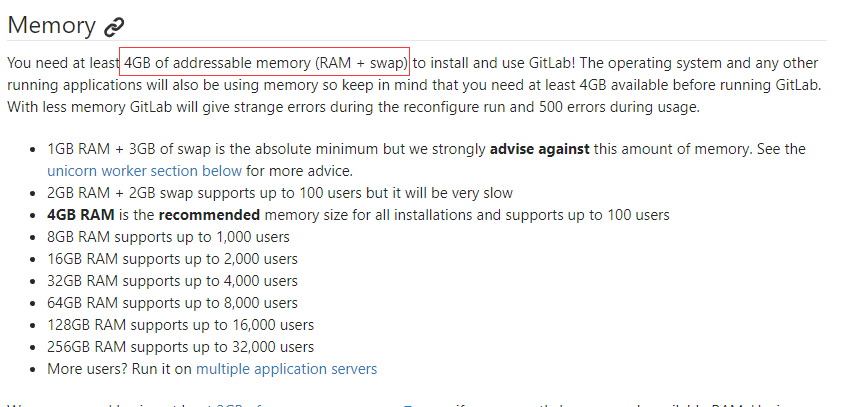 Memory
You need at least 4GB of addressable memory (RAM + swap) to install and use GitLab! The operating system and any other
running applications will also be using memory so keep in mind that you need at least 4GB available before running GitLab.
With less memory GitLab will give strange errors during the reconfigure run and 500 errors during usage.
• 1GB RAM + 3GB of swap is the absolute minimum but we strongly advise against this amount of memory. See the
unicorn worker section below for more advice.
• 2GB RAM + 2GB swap supports up to 100 users but it will be very slow
• 4GB RAM is the recommended memory size for all installations and supports up to 100 users
• 8GB RAM supports up to 1,000 users
• 16GB RAM supports up to 2,000 users
• 32GB RAM supports up to 4,000 users
• 64GB RAM supports up to 8,000 users
• 128GB RAM supports up to 16,000 users
• 256GB RAM supports up to 32,000 users
• More users? Run it on multiple application servers